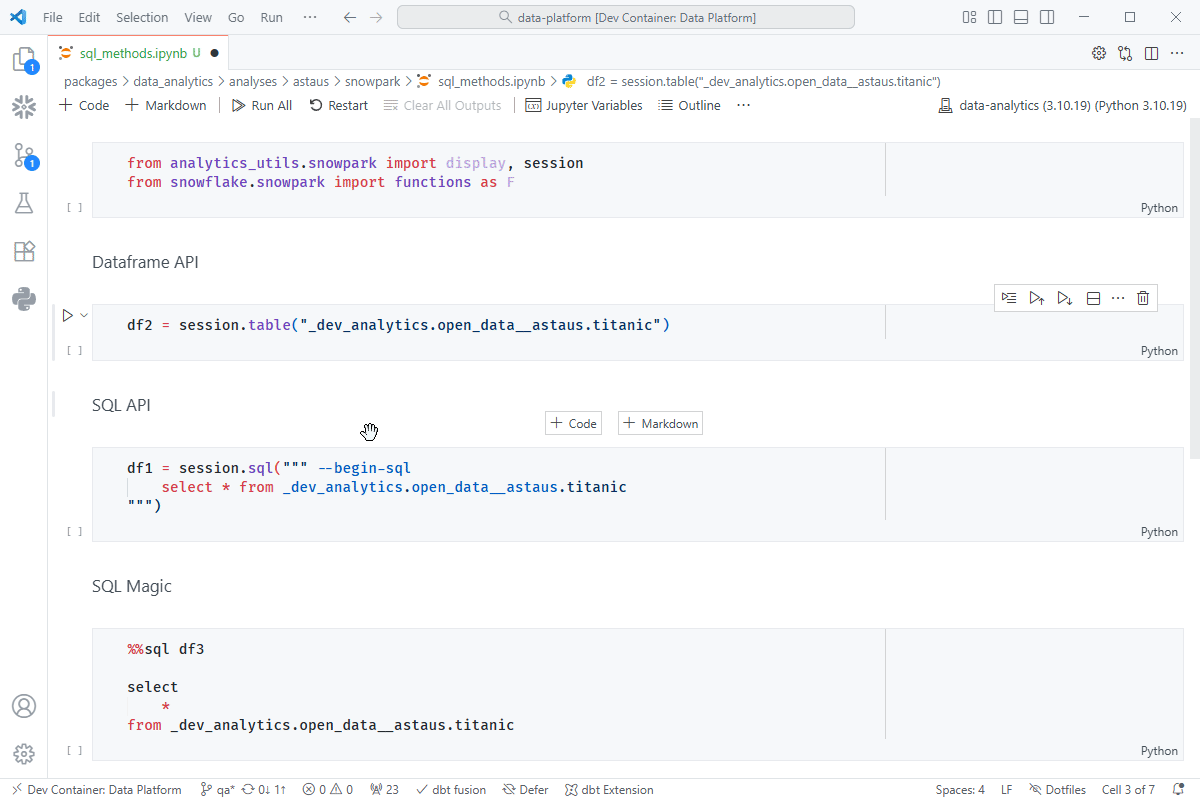 File Edit Selection View Go Run ··· data-platform [Dev Container: Data Platform]
1
1
sql_methods.ipynb U
packages > data_analytics > analyses > astaus > snowpark > sql_methods.ipynb > df2 = session.table("_dev_analytics.open_data__astaus.titanic")
+ Code + Markdown | Run All Restart Clear All Outputs | Jupyter Variables Outline ··· data-analytics (3.10.19) (Python 3.10.19)
from analytics_utils.snowpark import display, session
from snowflake.snowpark import functions as F
[ ] Python
Dataframe API
df2 = session.table("_dev_analytics.open_data__astaus.titanic")
[ ] Python
SQL API
+ Code + Markdown
df1 = session.sql(""" --begin-sql
select * from _dev_analytics.open_data__astaus.titanic
""")
[ ] Python
SQL Magic
%%sql df3
select
*
from _dev_analytics.open_data__astaus.titanic
[ ] Python
Dev Container: Data Platform qa* 0↓ 1↑ 0 0 23 dbt fusion Defer dbt Extension Spaces: 4 LF Dotfiles Cell 3 of 7